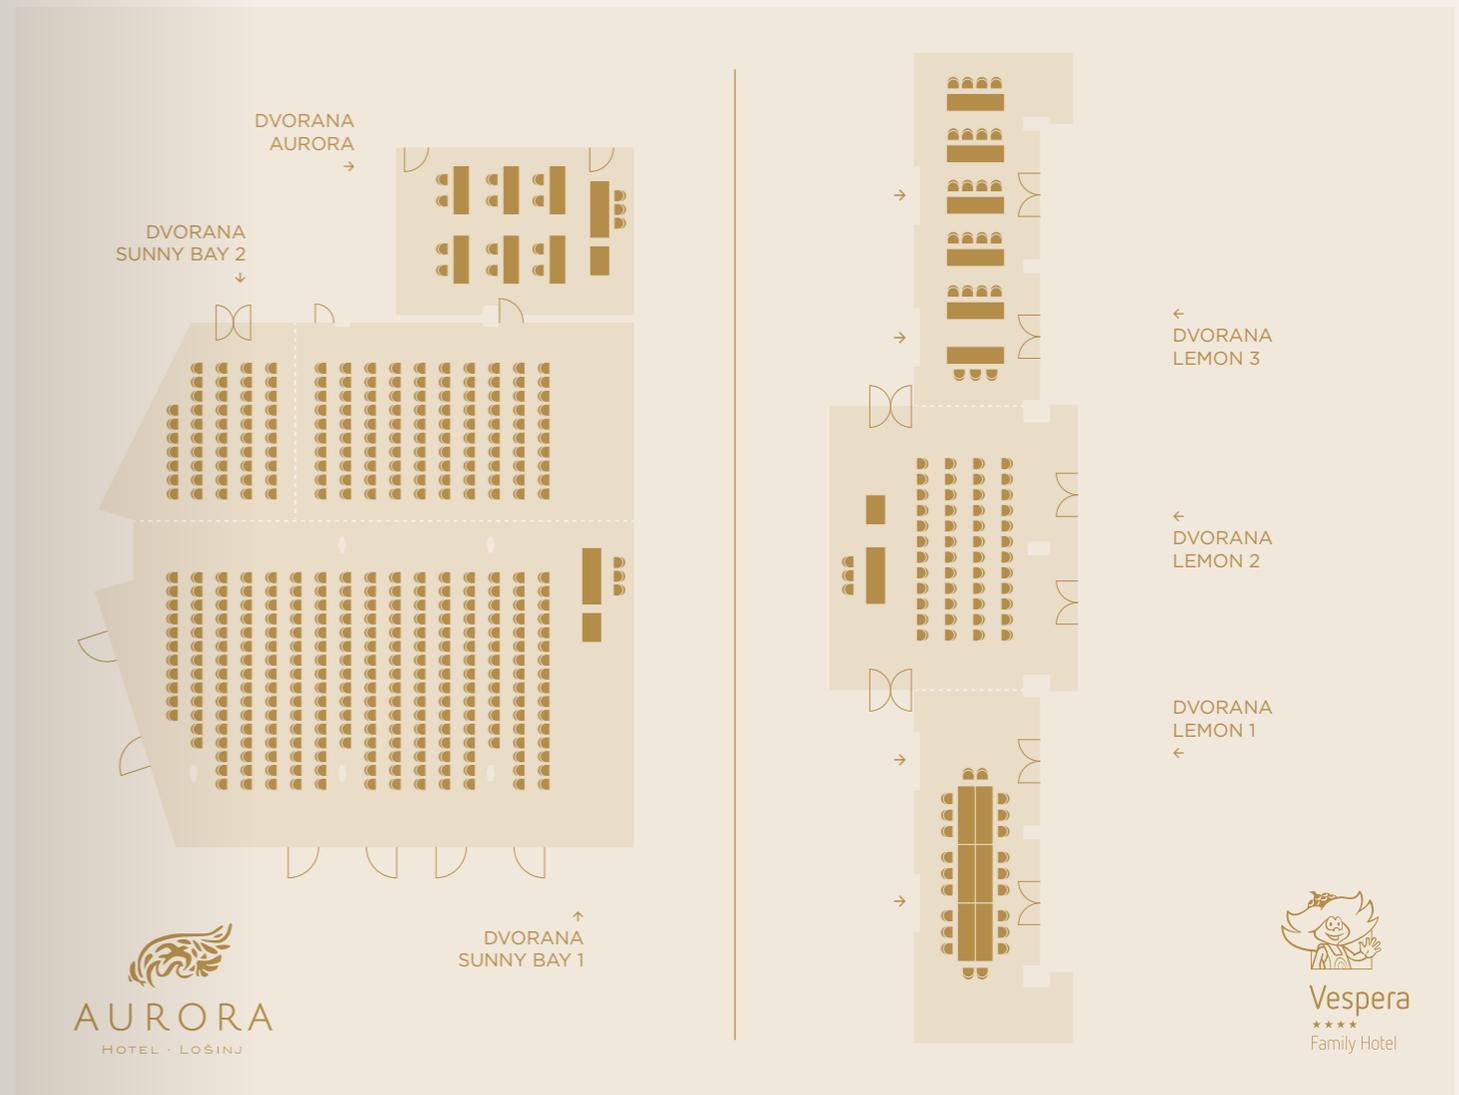 DVORANA
AURORA
DVORANA
SUNNY BAY 2
DVORANA
SUNNY BAY 1
AURORA
HOTEL · LOŠINJ
DVORANA
LEMON 3
DVORANA
LEMON 2
DVORANA
LEMON 1
Vespera
Family Hotel